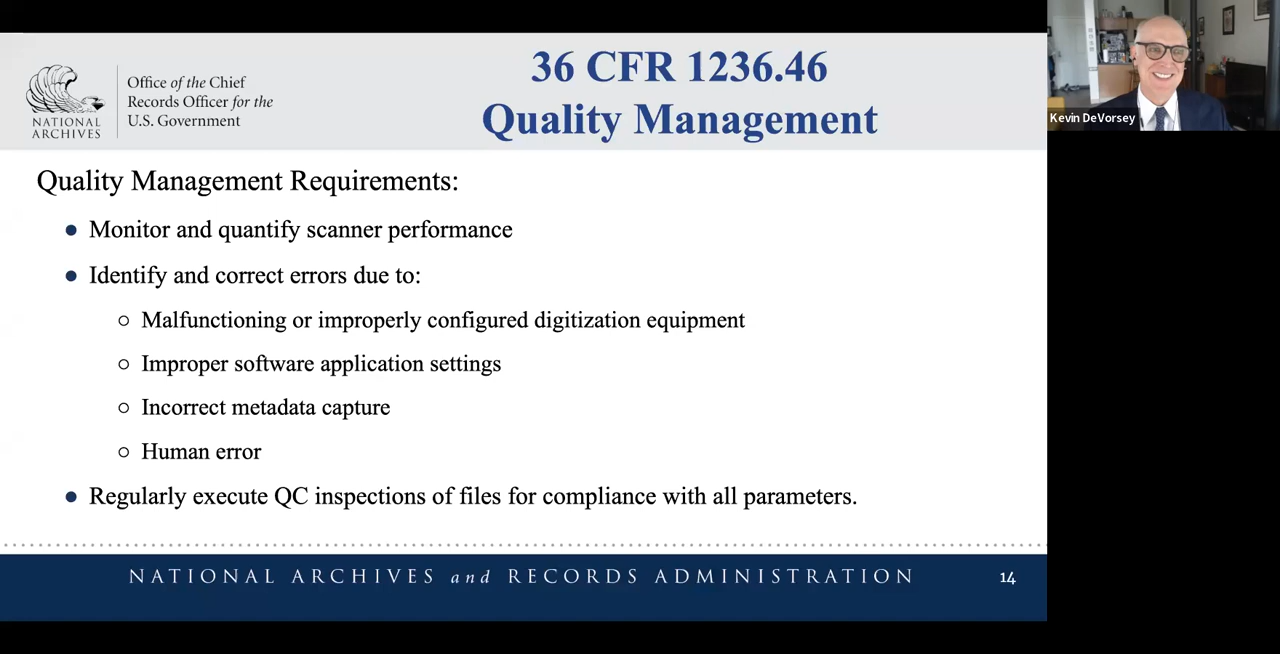 36 CFR 1236.46
Quality Management
NATIONAL
ARCHIVES
Office of the Chief
Records Officer for the
U.S. Government
Quality Management Requirements:
● Monitor and quantify scanner performance
● Identify and correct errors due to:
○ Malfunctioning or improperly configured digitization equipment
○ Improper software application settings
○ Incorrect metadata capture
○ Human error
● Regularly execute QC inspections of files for compliance with all parameters.
NATIONAL ARCHIVES and RECORDS ADMINISTRATION
14
Kevin DeVorsey